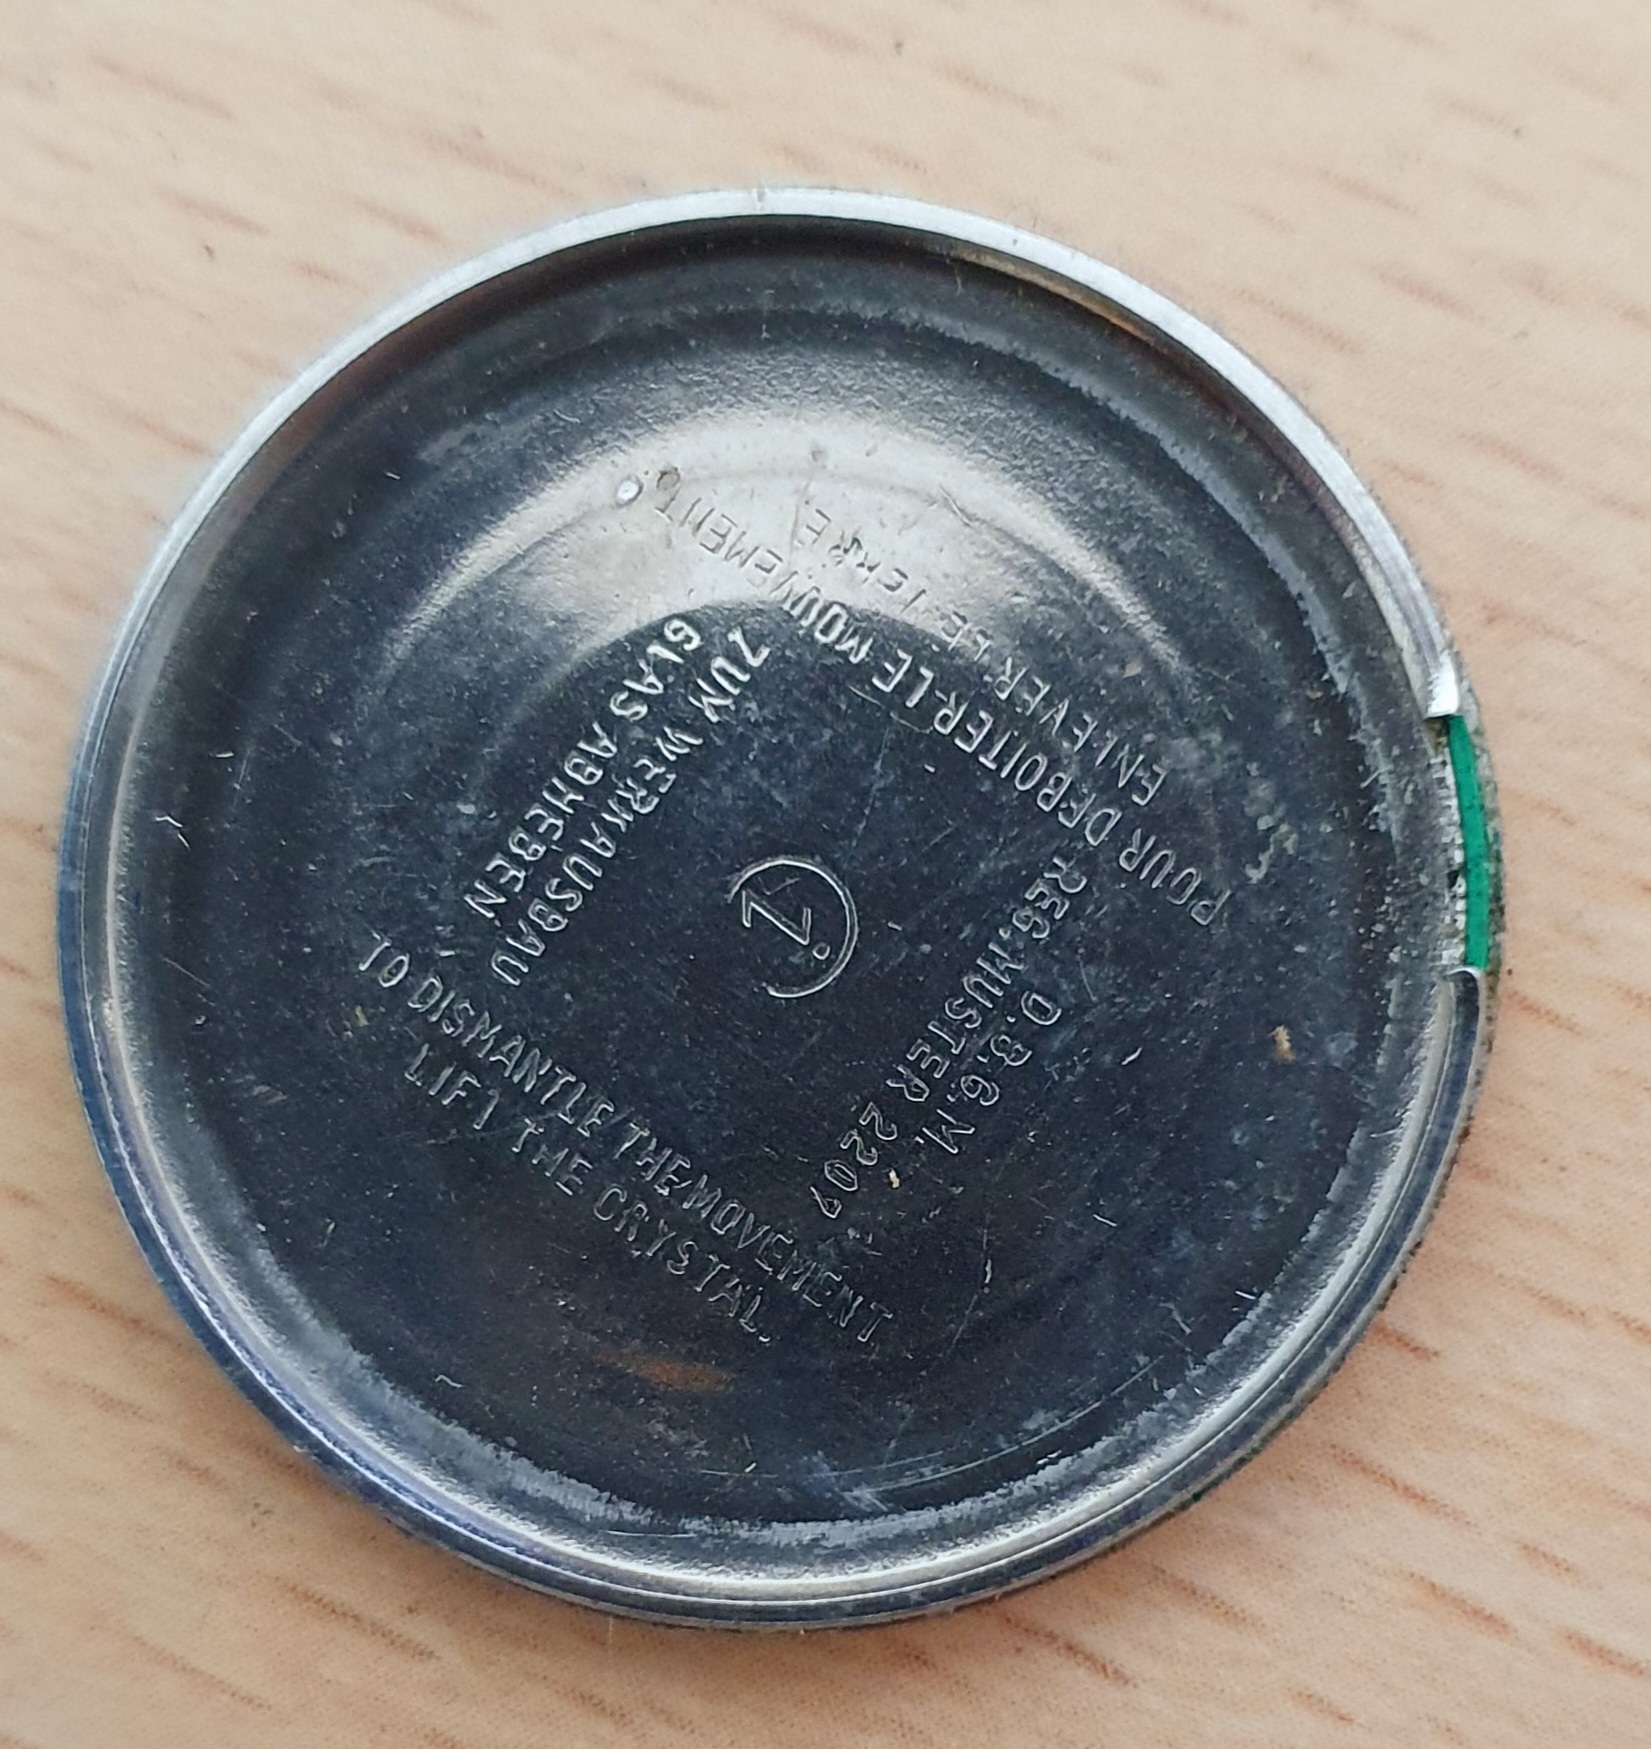 POUR DEBOITER LE MOUVEMENT
ENLEVER LE VERRE.
ZUM WERKAUSBAU
GLAS ABHEBEN
TO DISMANTLE THE MOVEMENT
LIFT THE CRYSTAL.
D.B.G.M.
REG. MUSTER 2209